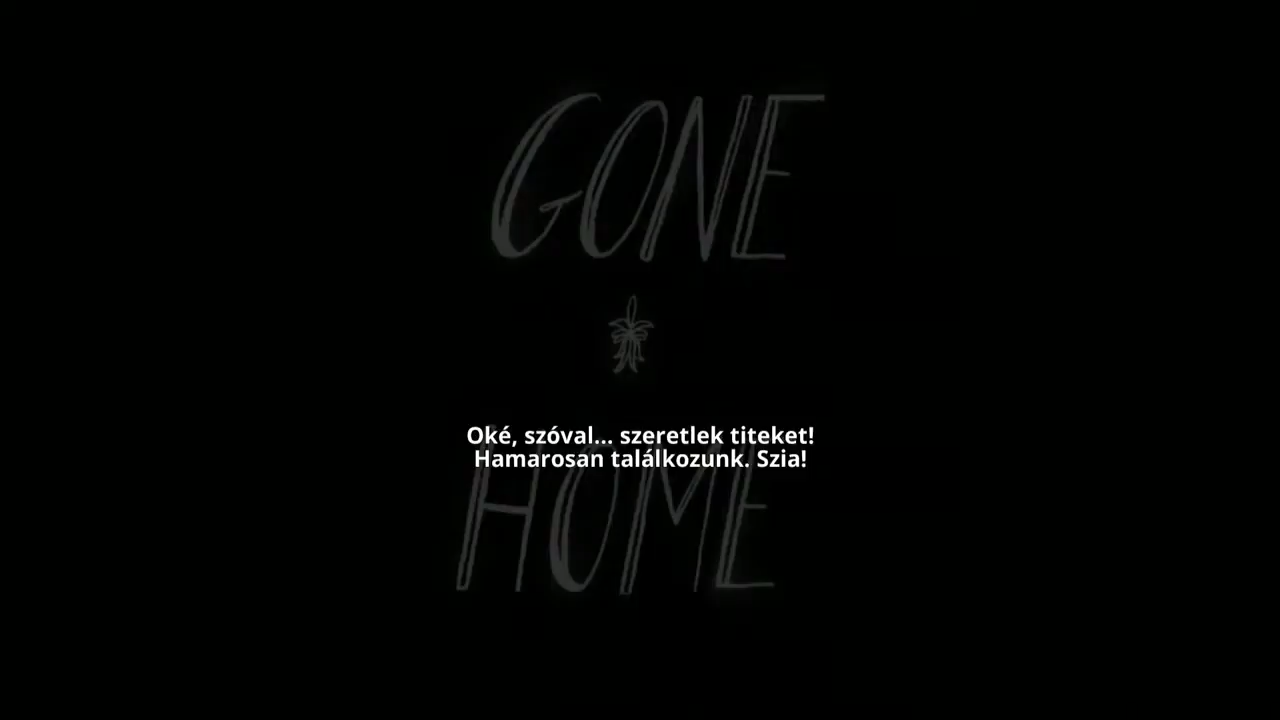 GONE
Oké, szóval... szeretlek titeket!
Hamarosan találkozunk. Szia!
HOME